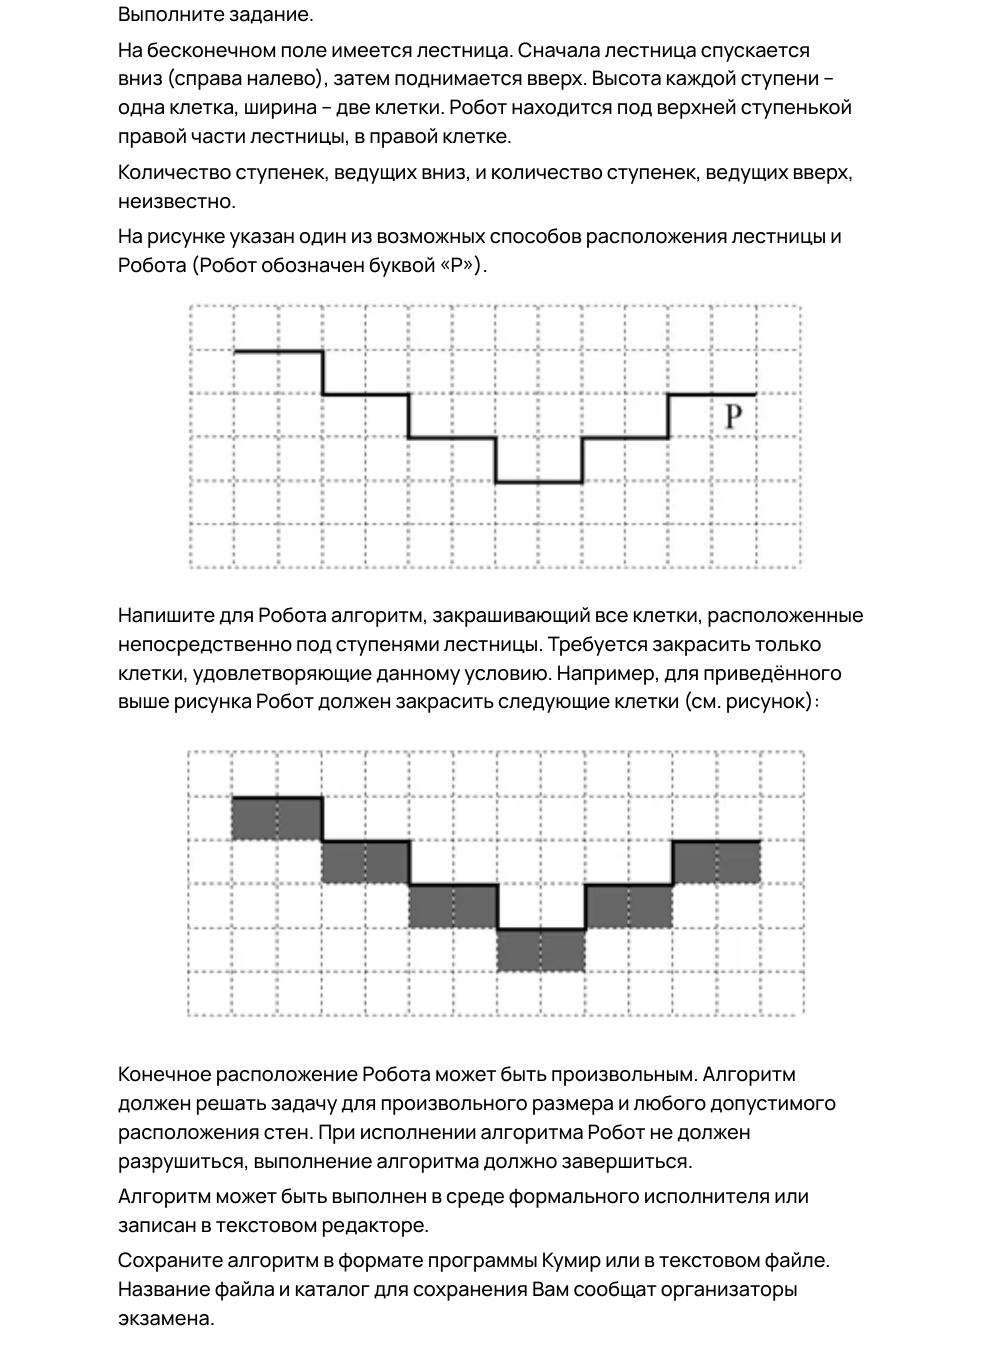 Выполните задание.
На бесконечном поле имеется лестница. Сначала лестница спускается
вниз (справа налево), затем поднимается вверх. Высота каждой ступени –
одна клетка, ширина – две клетки. Робот находится под верхней ступенькой
правой части лестницы, в правой клетке.
Количество ступенек, ведущих вниз, и количество ступенек, ведущих вверх,
неизвестно.
На рисунке указан один из возможных способов расположения лестницы и
Робота (Робот обозначен буквой «Р»).
Р
Напишите для Робота алгоритм, закрашивающий все клетки, расположенные
непосредственно под ступенями лестницы. Требуется закрасить только
клетки, удовлетворяющие данному условию. Например, для приведённого
выше рисунка Робот должен закрасить следующие клетки (см. рисунок):
Конечное расположение Робота может быть произвольным. Алгоритм
должен решать задачу для произвольного размера и любого допустимого
расположения стен. При исполнении алгоритма Робот не должен
разрушиться, выполнение алгоритма должно завершиться.
Алгоритм может быть выполнен в среде формального исполнителя или
записан в текстовом редакторе.
Сохраните алгоритм в формате программы Кумир или в текстовом файле.
Название файла и каталог для сохранения Вам сообщат организаторы
экзамена.